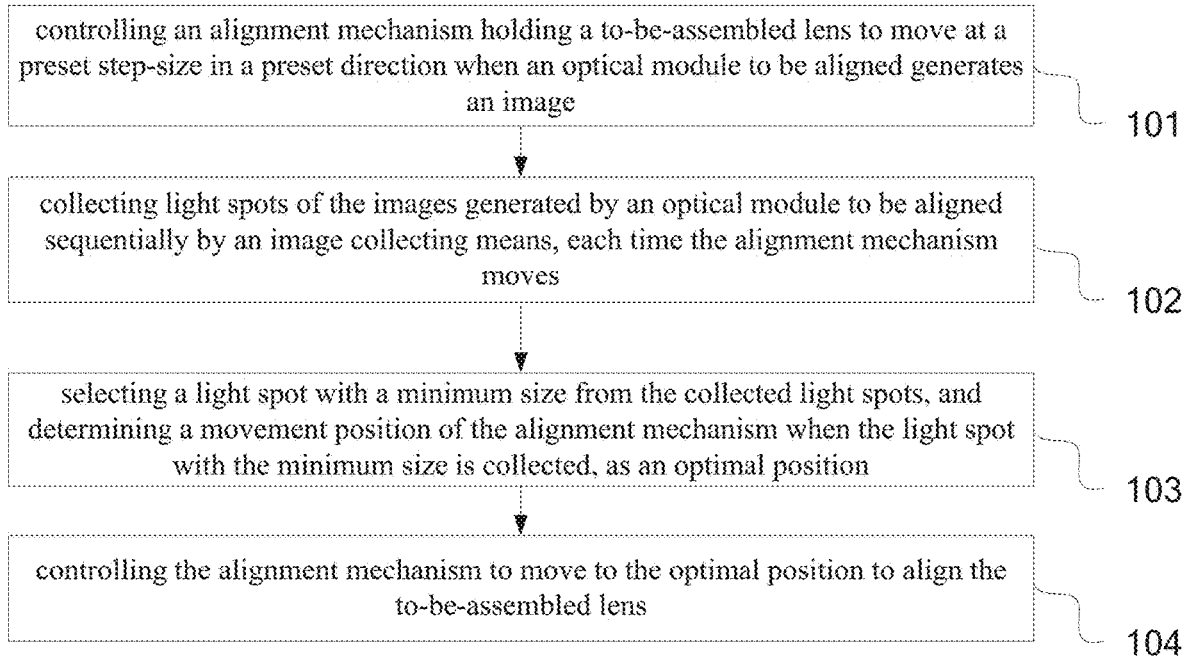 controlling an alignment mechanism holding a to-be-assembled lens to move at a
preset step-size in a preset direction when an optical module to be aligned generates
an image
101
collecting light spots of the images generated by an optical module to be aligned
sequentially by an image collecting means, each time the alignment mechanism
moves
102
selecting a light spot with a minimum size from the collected light spots, and
determining a movement position of the alignment mechanism when the light spot
with the minimum size is collected, as an optimal position
103
controlling the alignment mechanism to move to the optimal position to align the
to-be-assembled lens
104